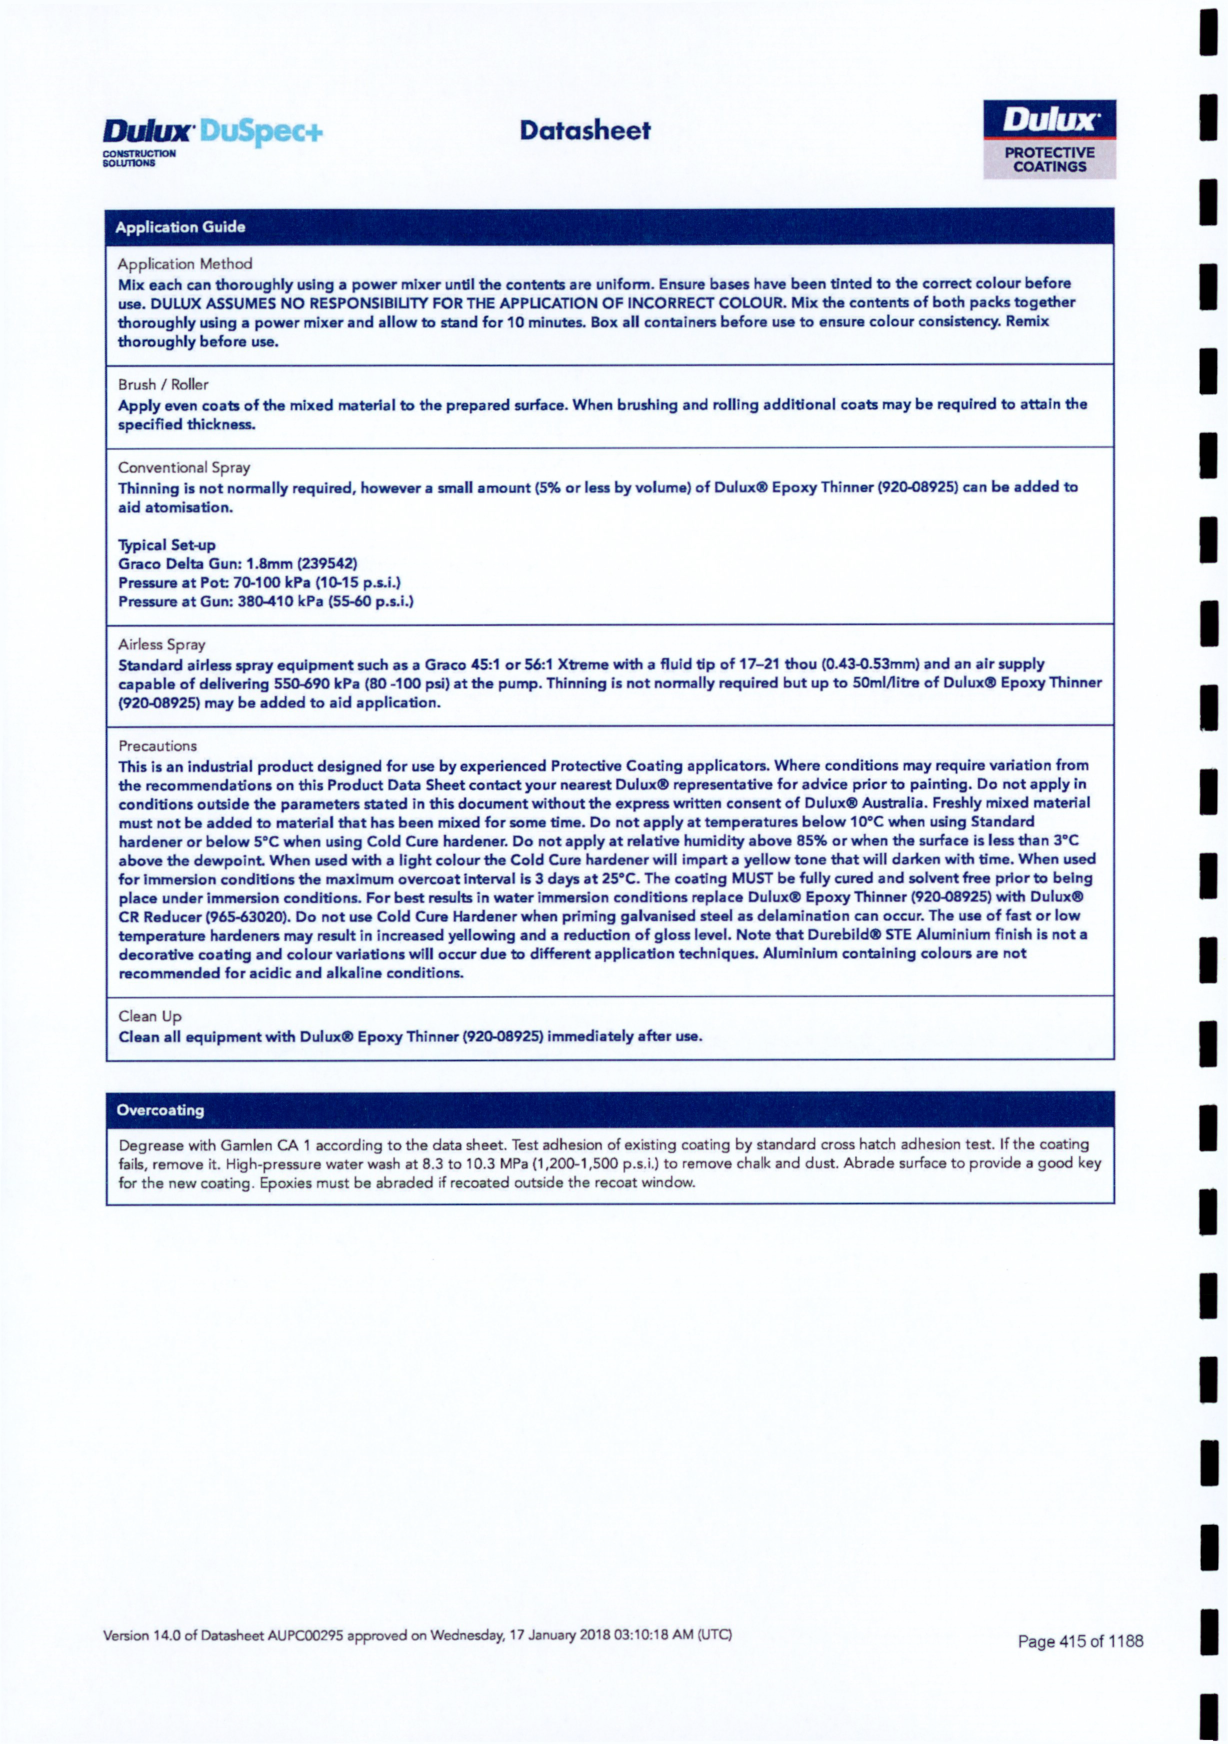 Dulux DuSpec+
CONSTRUCTION
SOLUTIONS
Datasheet
Dulux
PROTECTIVE
COATINGS
Application Guide
Application Method
Mix each can thoroughly using a power mixer until the contents are uniform. Ensure bases have been tinted to the correct colour before
use. DULUX ASSUMES NO RESPONSIBILITY FOR THE APPLICATION OF INCORRECT COLOUR. Mix the contents of both packs together
thoroughly using a power mixer and allow to stand for 10 minutes. Box all containers before use to ensure colour consistency. Remix
thoroughly before use.
Brush / Roller
Apply even coats of the mixed material to the prepared surface. When brushing and rolling additional coats may be required to attain the
specified thickness.
Conventional Spray
Thinning is not normally required, however a small amount (5% or less by volume) of Dulux® Epoxy Thinner (920-08925) can be added to
aid atomisation.
Typical Set-up
Graco Delta Gun: 1.8mm (239542)
Pressure at Pot: 70-100 kPa (10-15 p.s.i.)
Pressure at Gun: 380-410 kPa (55-60 p.s.i.)
Airless Spray
Standard airless spray equipment such as a Graco 45:1 or 56:1 Xtreme with a fluid tip of 17–21 thou (0.43-0.53mm) and an air supply
capable of delivering 550-690 kPa (80 -100 psi) at the pump. Thinning is not normally required but up to 50ml/litre of Dulux® Epoxy Thinner
(920-08925) may be added to aid application.
Precautions
This is an industrial product designed for use by experienced Protective Coating applicators. Where conditions may require variation from
the recommendations on this Product Data Sheet contact your nearest Dulux® representative for advice prior to painting. Do not apply in
conditions outside the parameters stated in this document without the express written consent of Dulux® Australia. Freshly mixed material
must not be added to material that has been mixed for some time. Do not apply at temperatures below 10°C when using Standard
hardener or below 5°C when using Cold Cure hardener. Do not apply at relative humidity above 85% or when the surface is less than 3°C
above the dewpoint. When used with a light colour the Cold Cure hardener will impart a yellow tone that will darken with time. When used
for immersion conditions the maximum overcoat interval is 3 days at 25°C. The coating MUST be fully cured and solvent free prior to being
place under immersion conditions. For best results in water immersion conditions replace Dulux® Epoxy Thinner (920-08925) with Dulux®
CR Reducer (965-63020). Do not use Cold Cure Hardener when priming galvanised steel as delamination can occur. The use of fast or low
temperature hardeners may result in increased yellowing and a reduction of gloss level. Note that Durebild® STE Aluminium finish is not a
decorative coating and colour variations will occur due to different application techniques. Aluminium containing colours are not
recommended for acidic and alkaline conditions.
Clean Up
Clean all equipment with Dulux® Epoxy Thinner (920-08925) immediately after use.
Overcoating
Degrease with Gamlen CA 1 according to the data sheet. Test adhesion of existing coating by standard cross hatch adhesion test. If the coating
fails, remove it. High-pressure water wash at 8.3 to 10.3 MPa (1,200-1,500 p.s.i.) to remove chalk and dust. Abrade surface to provide a good key
for the new coating. Epoxies must be abraded if recoated outside the recoat window.
Version 14.0 of Datasheet AUPC00295 approved on Wednesday, 17 January 2018 03:10:18 AM (UTC)
Page 415 of 1188